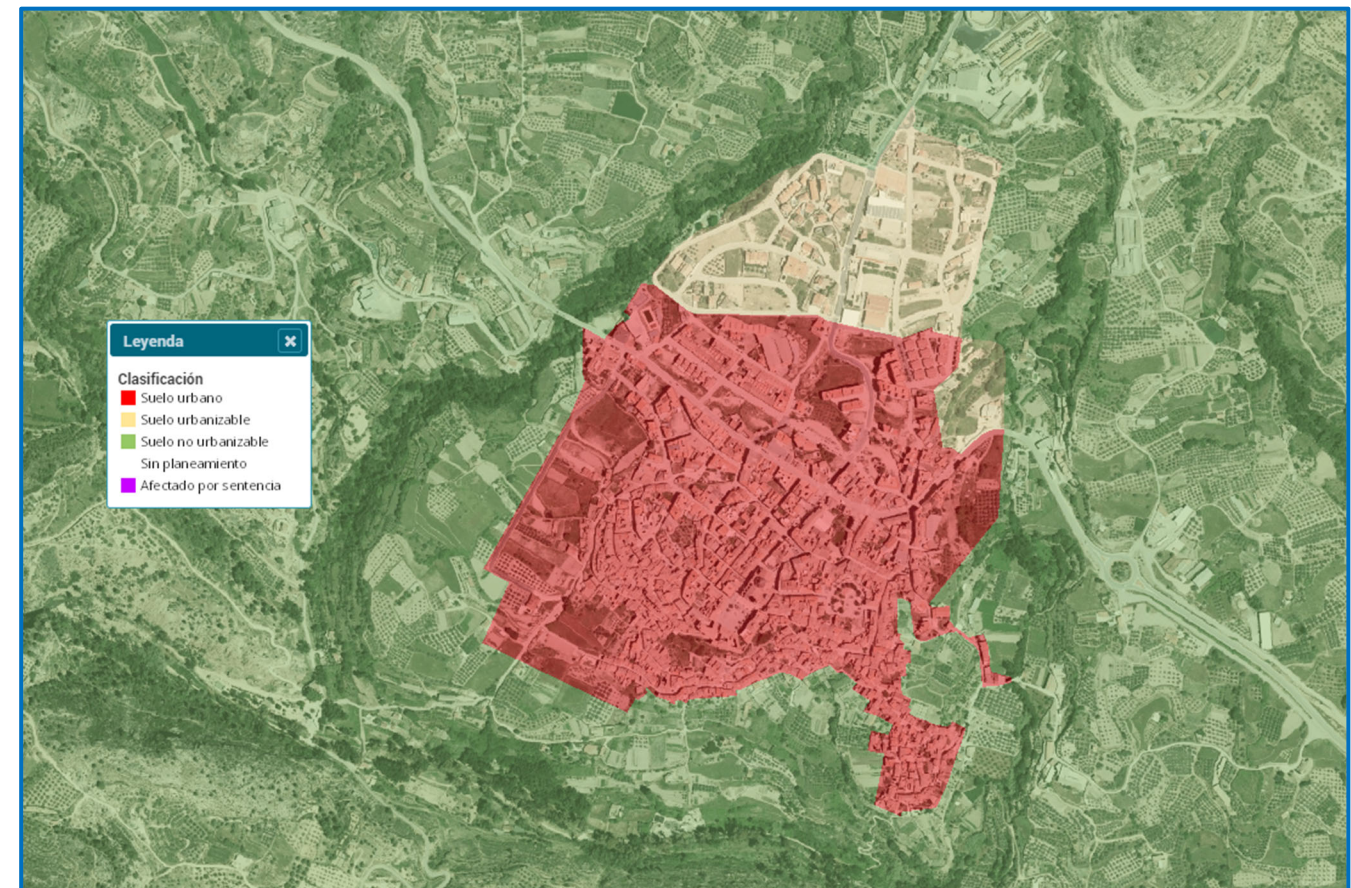 Leyenda
Clasificación
Suelo urbano
Suelo urbanizable
Suelo no urbanizable
Sin planeamiento
Afectado por sentencia